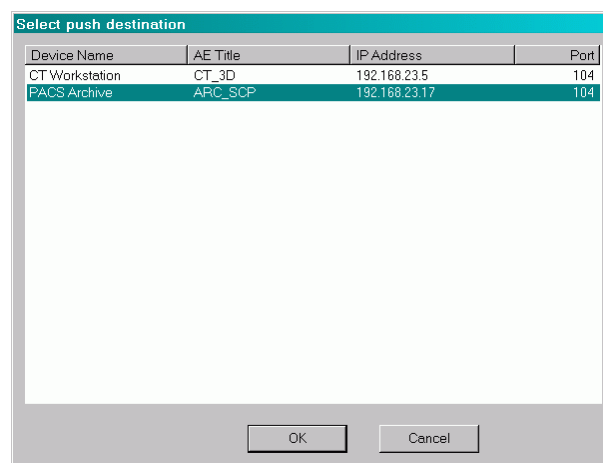 Select push destination
Device Name AE Title IP Address Port
CT Workstation CT_3D 192.168.23.5 104
PACS Archive ARC_SCP 192.168.23.17 104
OK Cancel